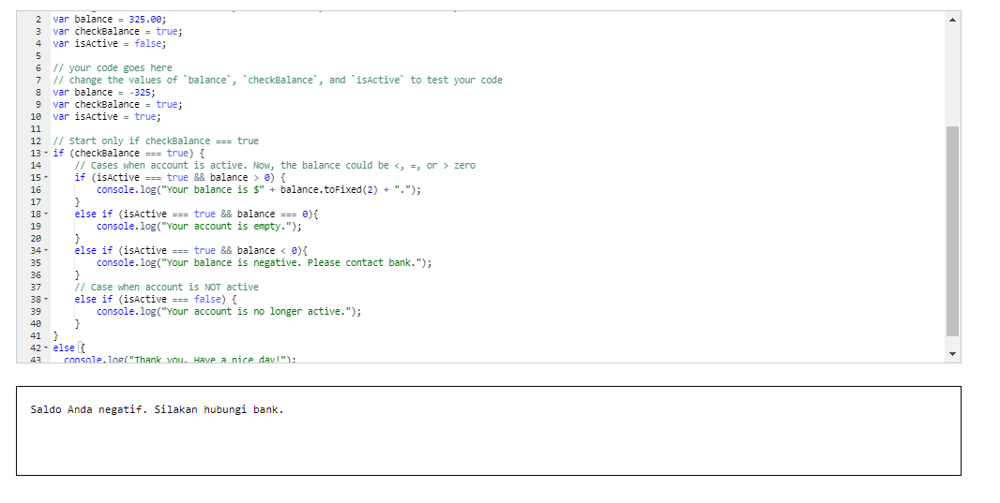 2 var balance = 325.00;
3 var checkBalance = true;
4 var isActive = false;
5
6 // your code goes here
7 // change the values of `balance`, `checkBalance`, and `isActive` to test your code
8 var balance = -325;
9 var checkBalance = true;
10 var isActive = true;
11
12 // Start only if checkBalance === true
13 if (checkBalance === true) {
14 // Cases when account is active. Now, the balance could be <, =, or > zero
15 if (isActive === true && balance > 0) {
16 console.log("Your balance is $" + balance.toFixed(2) + ".");
17 }
18 else if (isActive === true && balance === 0){
19 console.log("Your account is empty.");
20 }
34 else if (isActive === true && balance < 0){
35 console.log("Your balance is negative. Please contact bank.");
36 }
37 // Case when account is NOT active
38 else if (isActive === false) {
39 console.log("Your account is no longer active.");
40 }
41 }
42 else {
43 console.log("Thank you. Have a nice day!");
Saldo Anda negatif. Silakan hubungi bank.